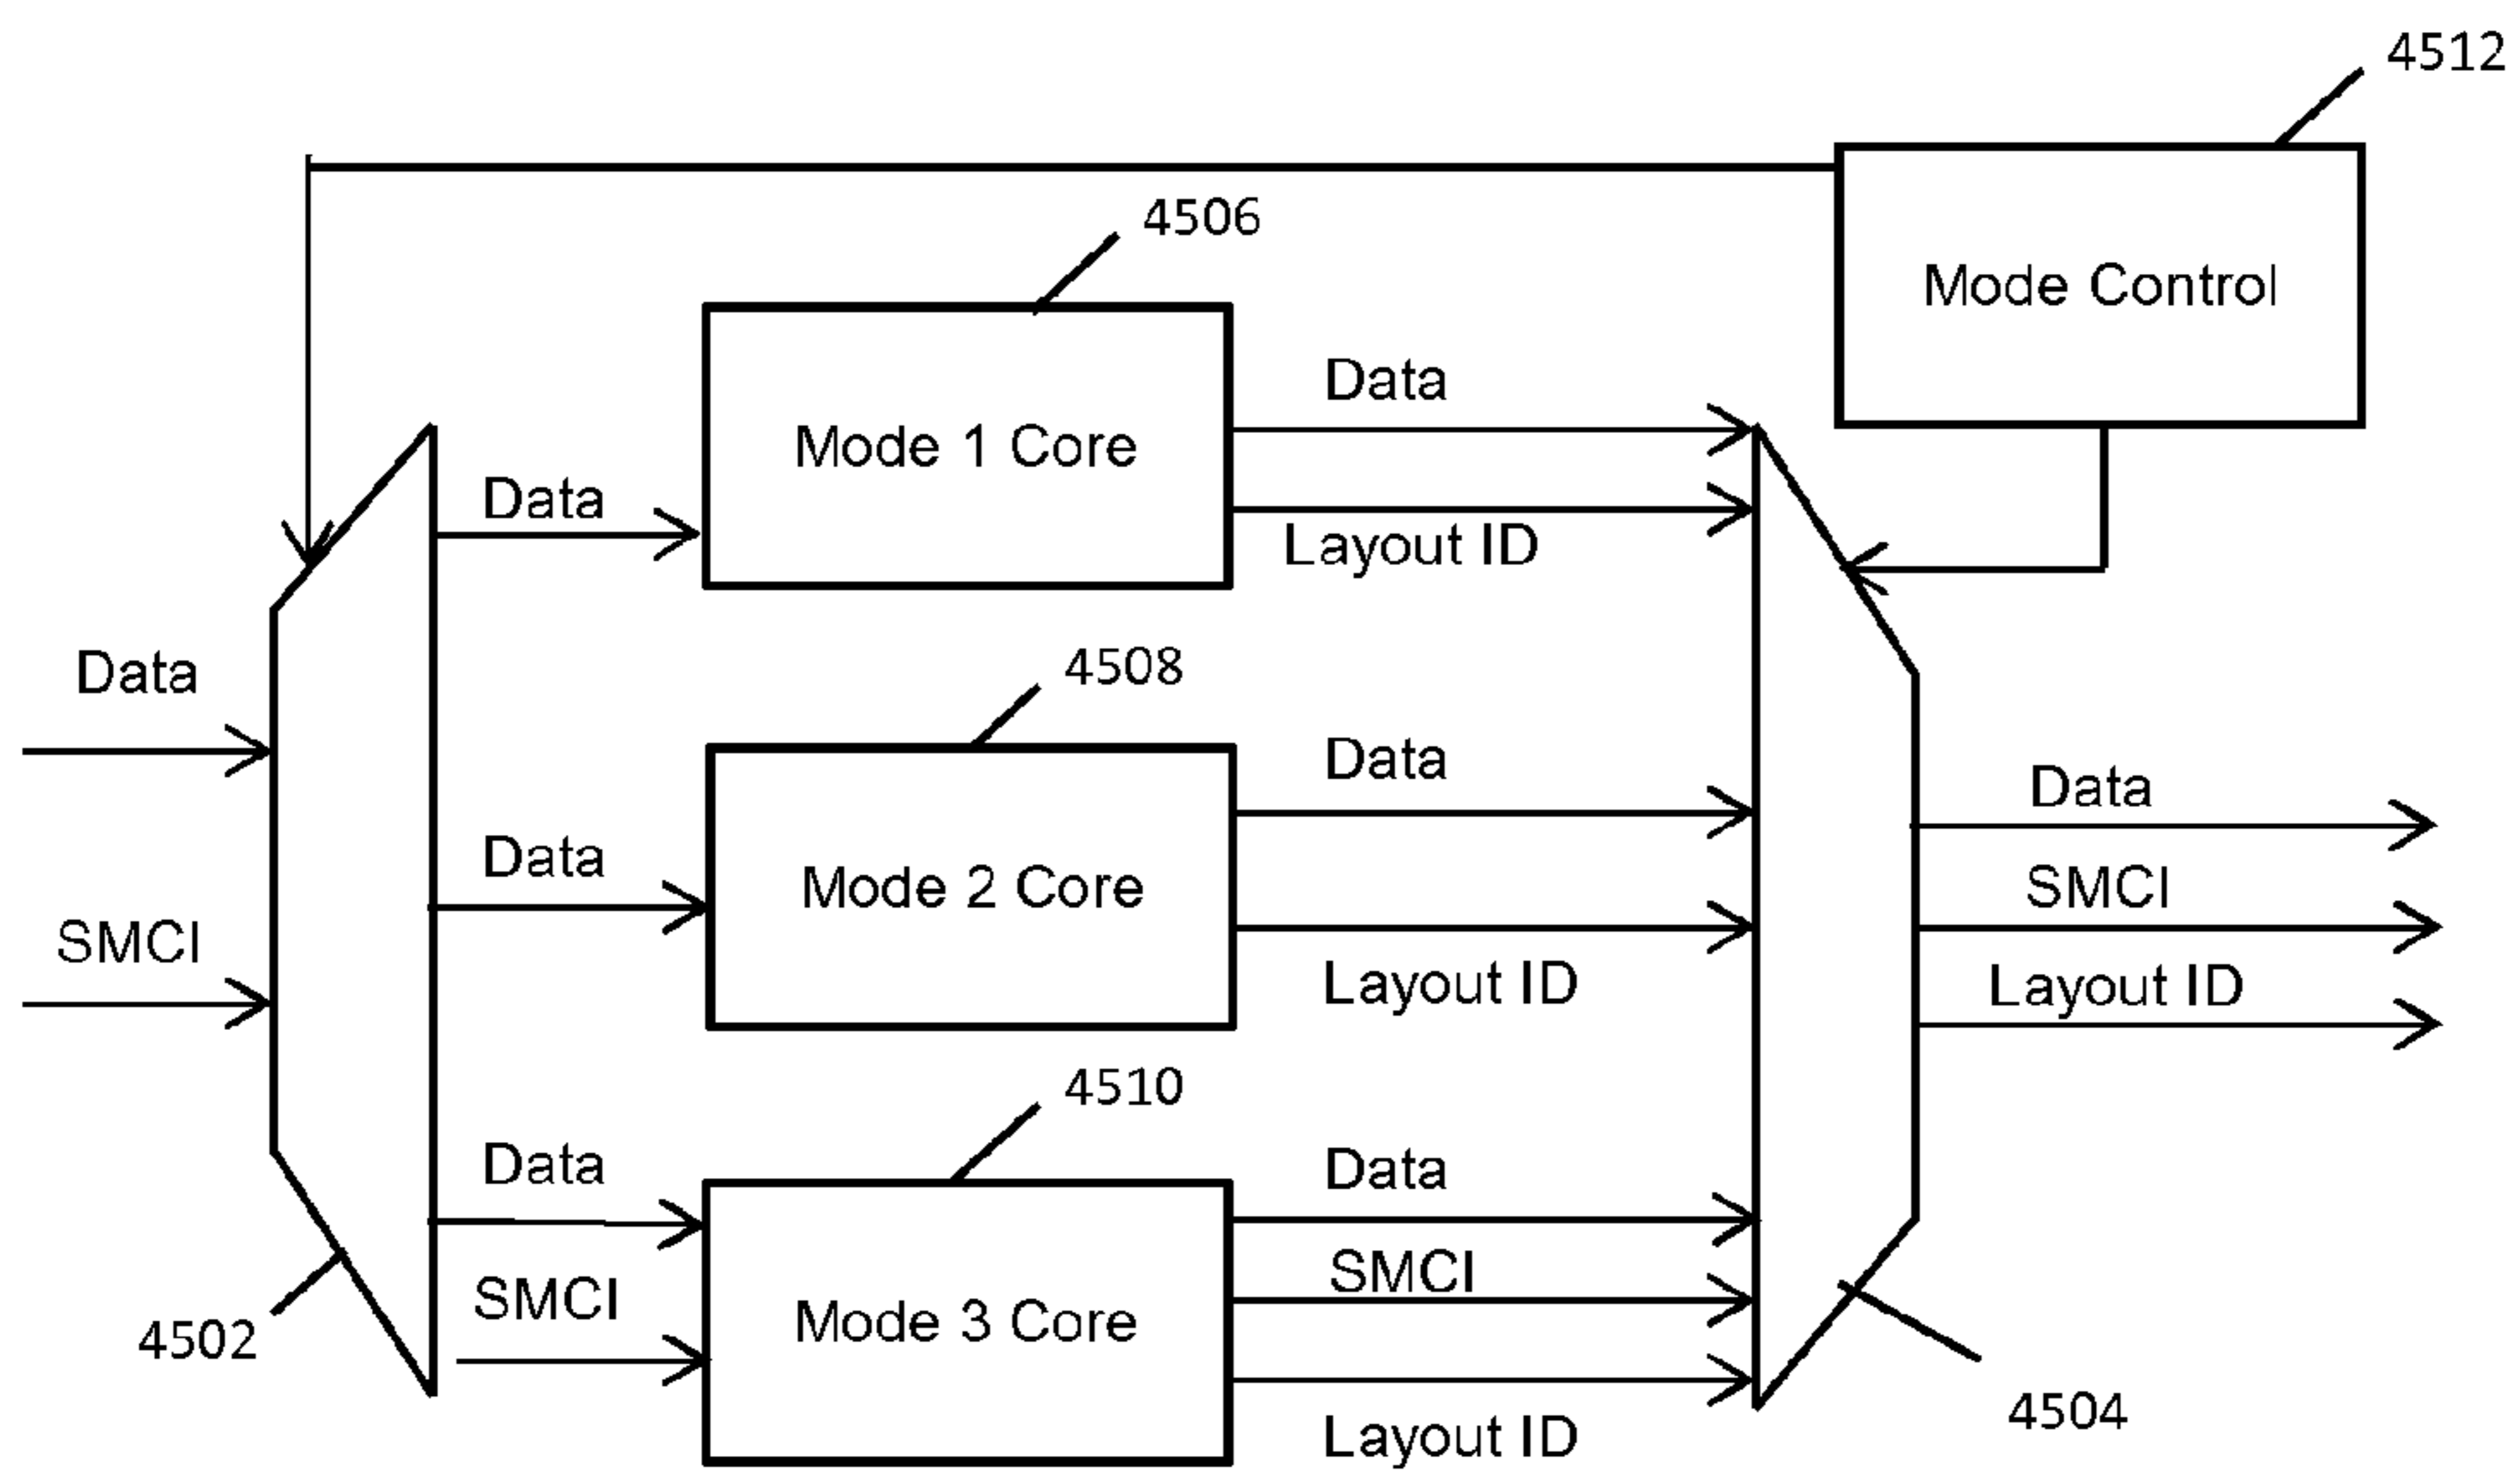 4512
4506
Mode Control
Data
Mode 1 Core
Data
Layout ID
4508
Data
Data
Data
Data
SMCI
Mode 2 Core
SMCI
Layout ID
Layout ID
4510
Data
Data
SMCI
SMCI
Mode 3 Core
4502
4504
Layout ID